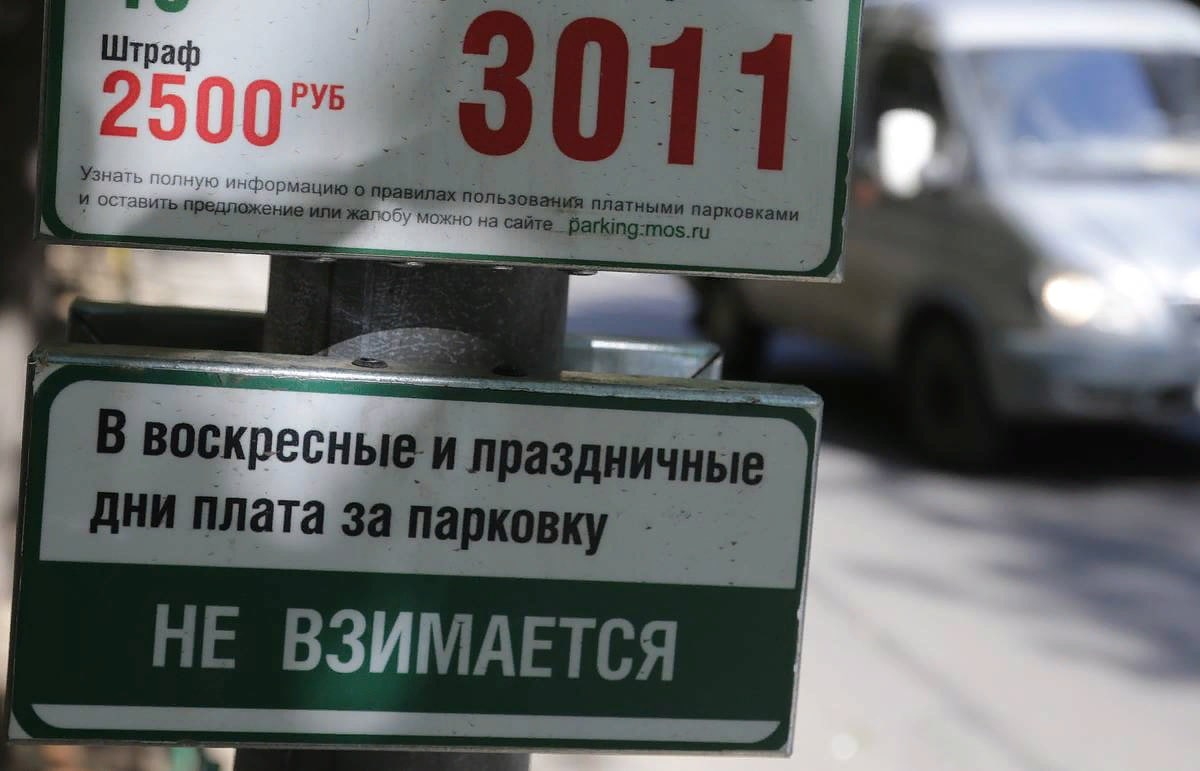 Штраф
2500 РУБ
3011
Узнать полную информацию о правилах пользования платными парковками
и оставить предложение или жалобу можно на сайте parking.mos.ru
В воскресные и праздничные
дни плата за парковку
НЕ ВЗИМАЕТСЯ